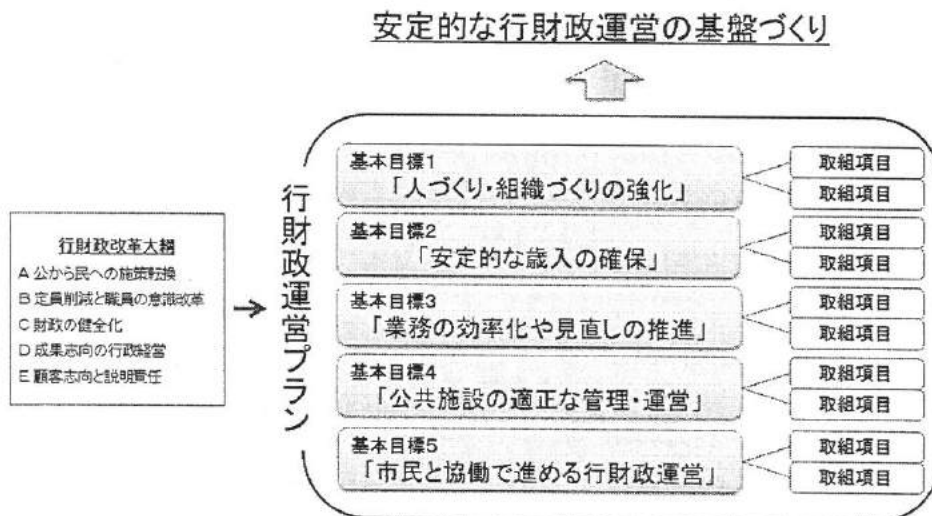 安定的な行財政運営の基盤づくり
行財政改革大綱
A 公から民への施策転換
B 定員削減と職員の意識改革
C 財政の健全化
D 成果志向の行政経営
E 顧客志向と説明責任
行財政運営プラン
基本目標1
「人づくり・組織づくりの強化」
取組項目
取組項目
基本目標2
「安定的な歳入の確保」
取組項目
取組項目
基本目標3
「業務の効率化や見直しの推進」
取組項目
取組項目
基本目標4
「公共施設の適正な管理・運営」
取組項目
取組項目
基本目標5
「市民と協働で進める行財政運営」
取組項目
取組項目